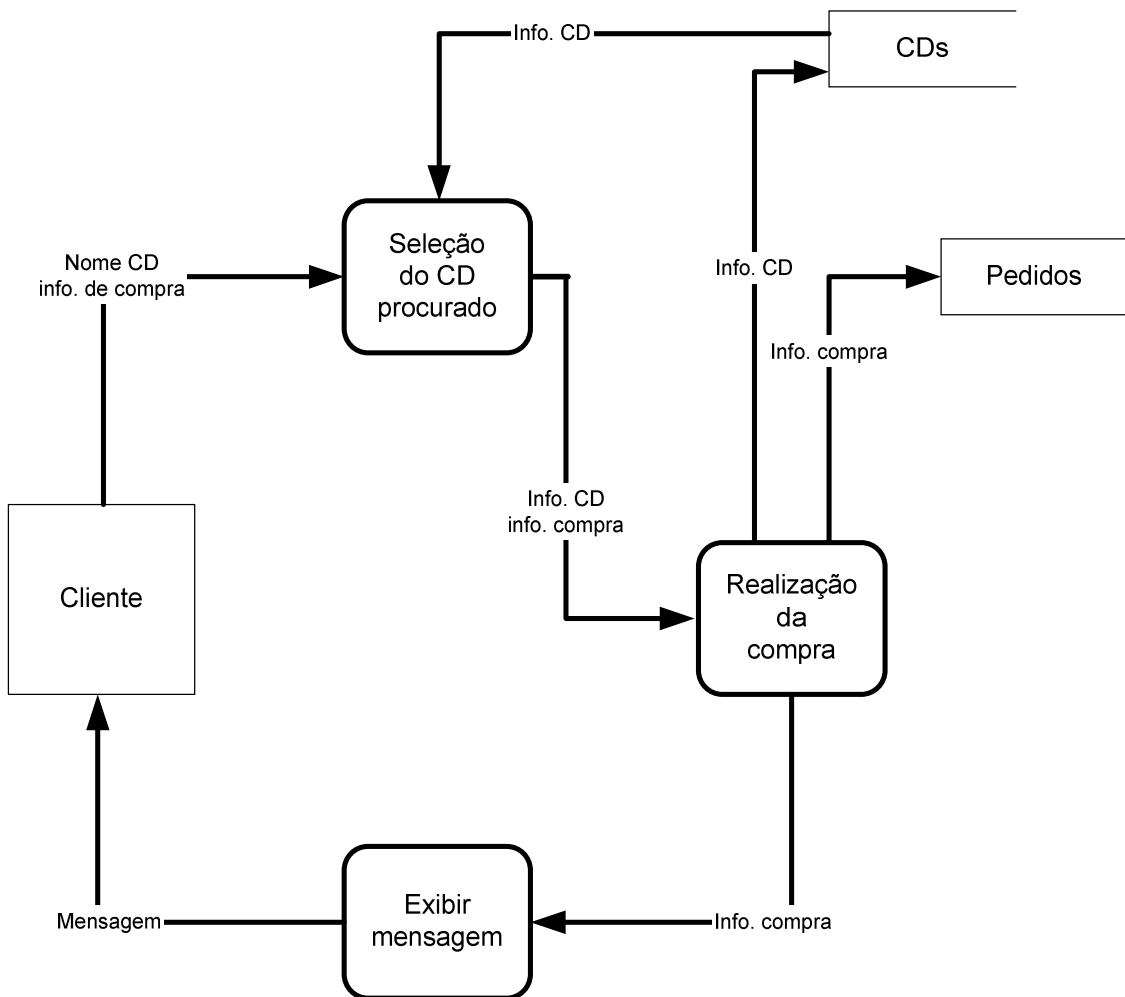 Info. CD
CDs
Seleção
do CD
procurado
Nome CD
info. de compra
Info. CD
Pedidos
Info. compra
Info. CD
info. compra
Cliente
Realização
da
compra
Exibir
mensagem
Mensagem
Info. compra